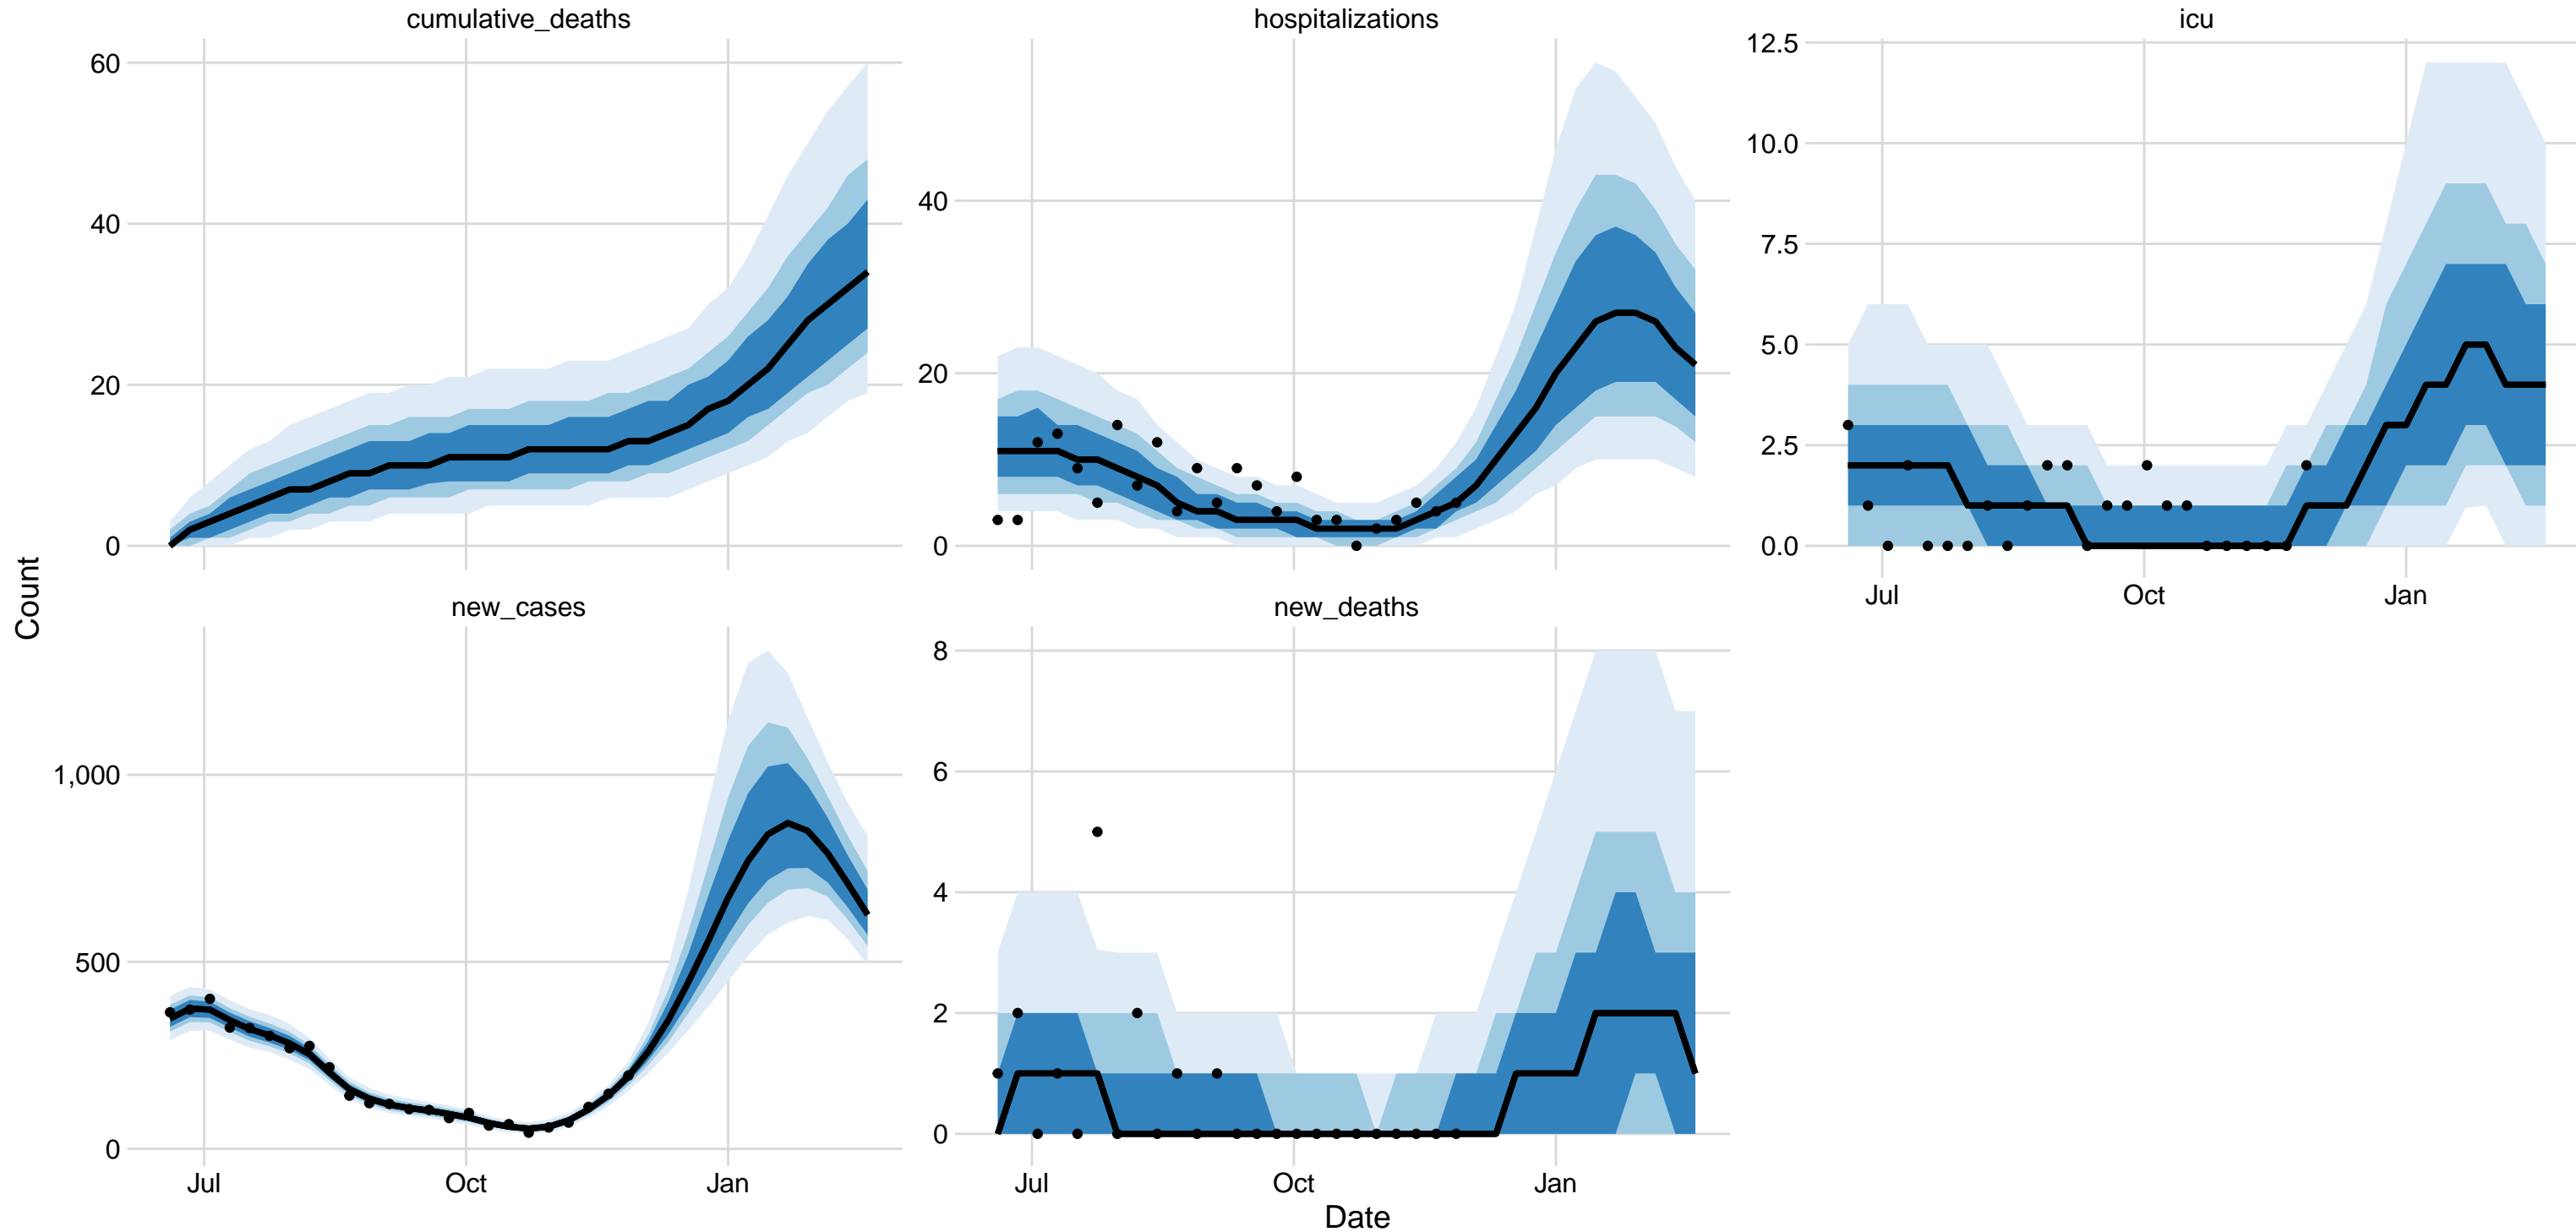 cumulative_deaths
60
40
20
0
hospitalizations
40
20
0
icu
12.5
10.0
7.5
5.0
2.5
0.0
Jul Oct Jan
Count
new_cases
1,000
500
0
Jul Oct Jan
new_deaths
8
6
4
2
0
Jul Oct Jan
Date